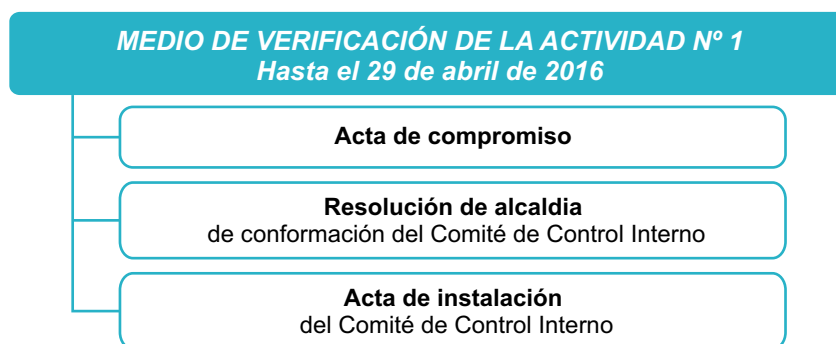 MEDIO DE VERIFICACIÓN DE LA ACTIVIDAD Nº 1
Hasta el 29 de abril de 2016
Acta de compromiso
Resolución de alcaldia
de conformación del Comité de Control Interno
Acta de instalación
del Comité de Control Interno